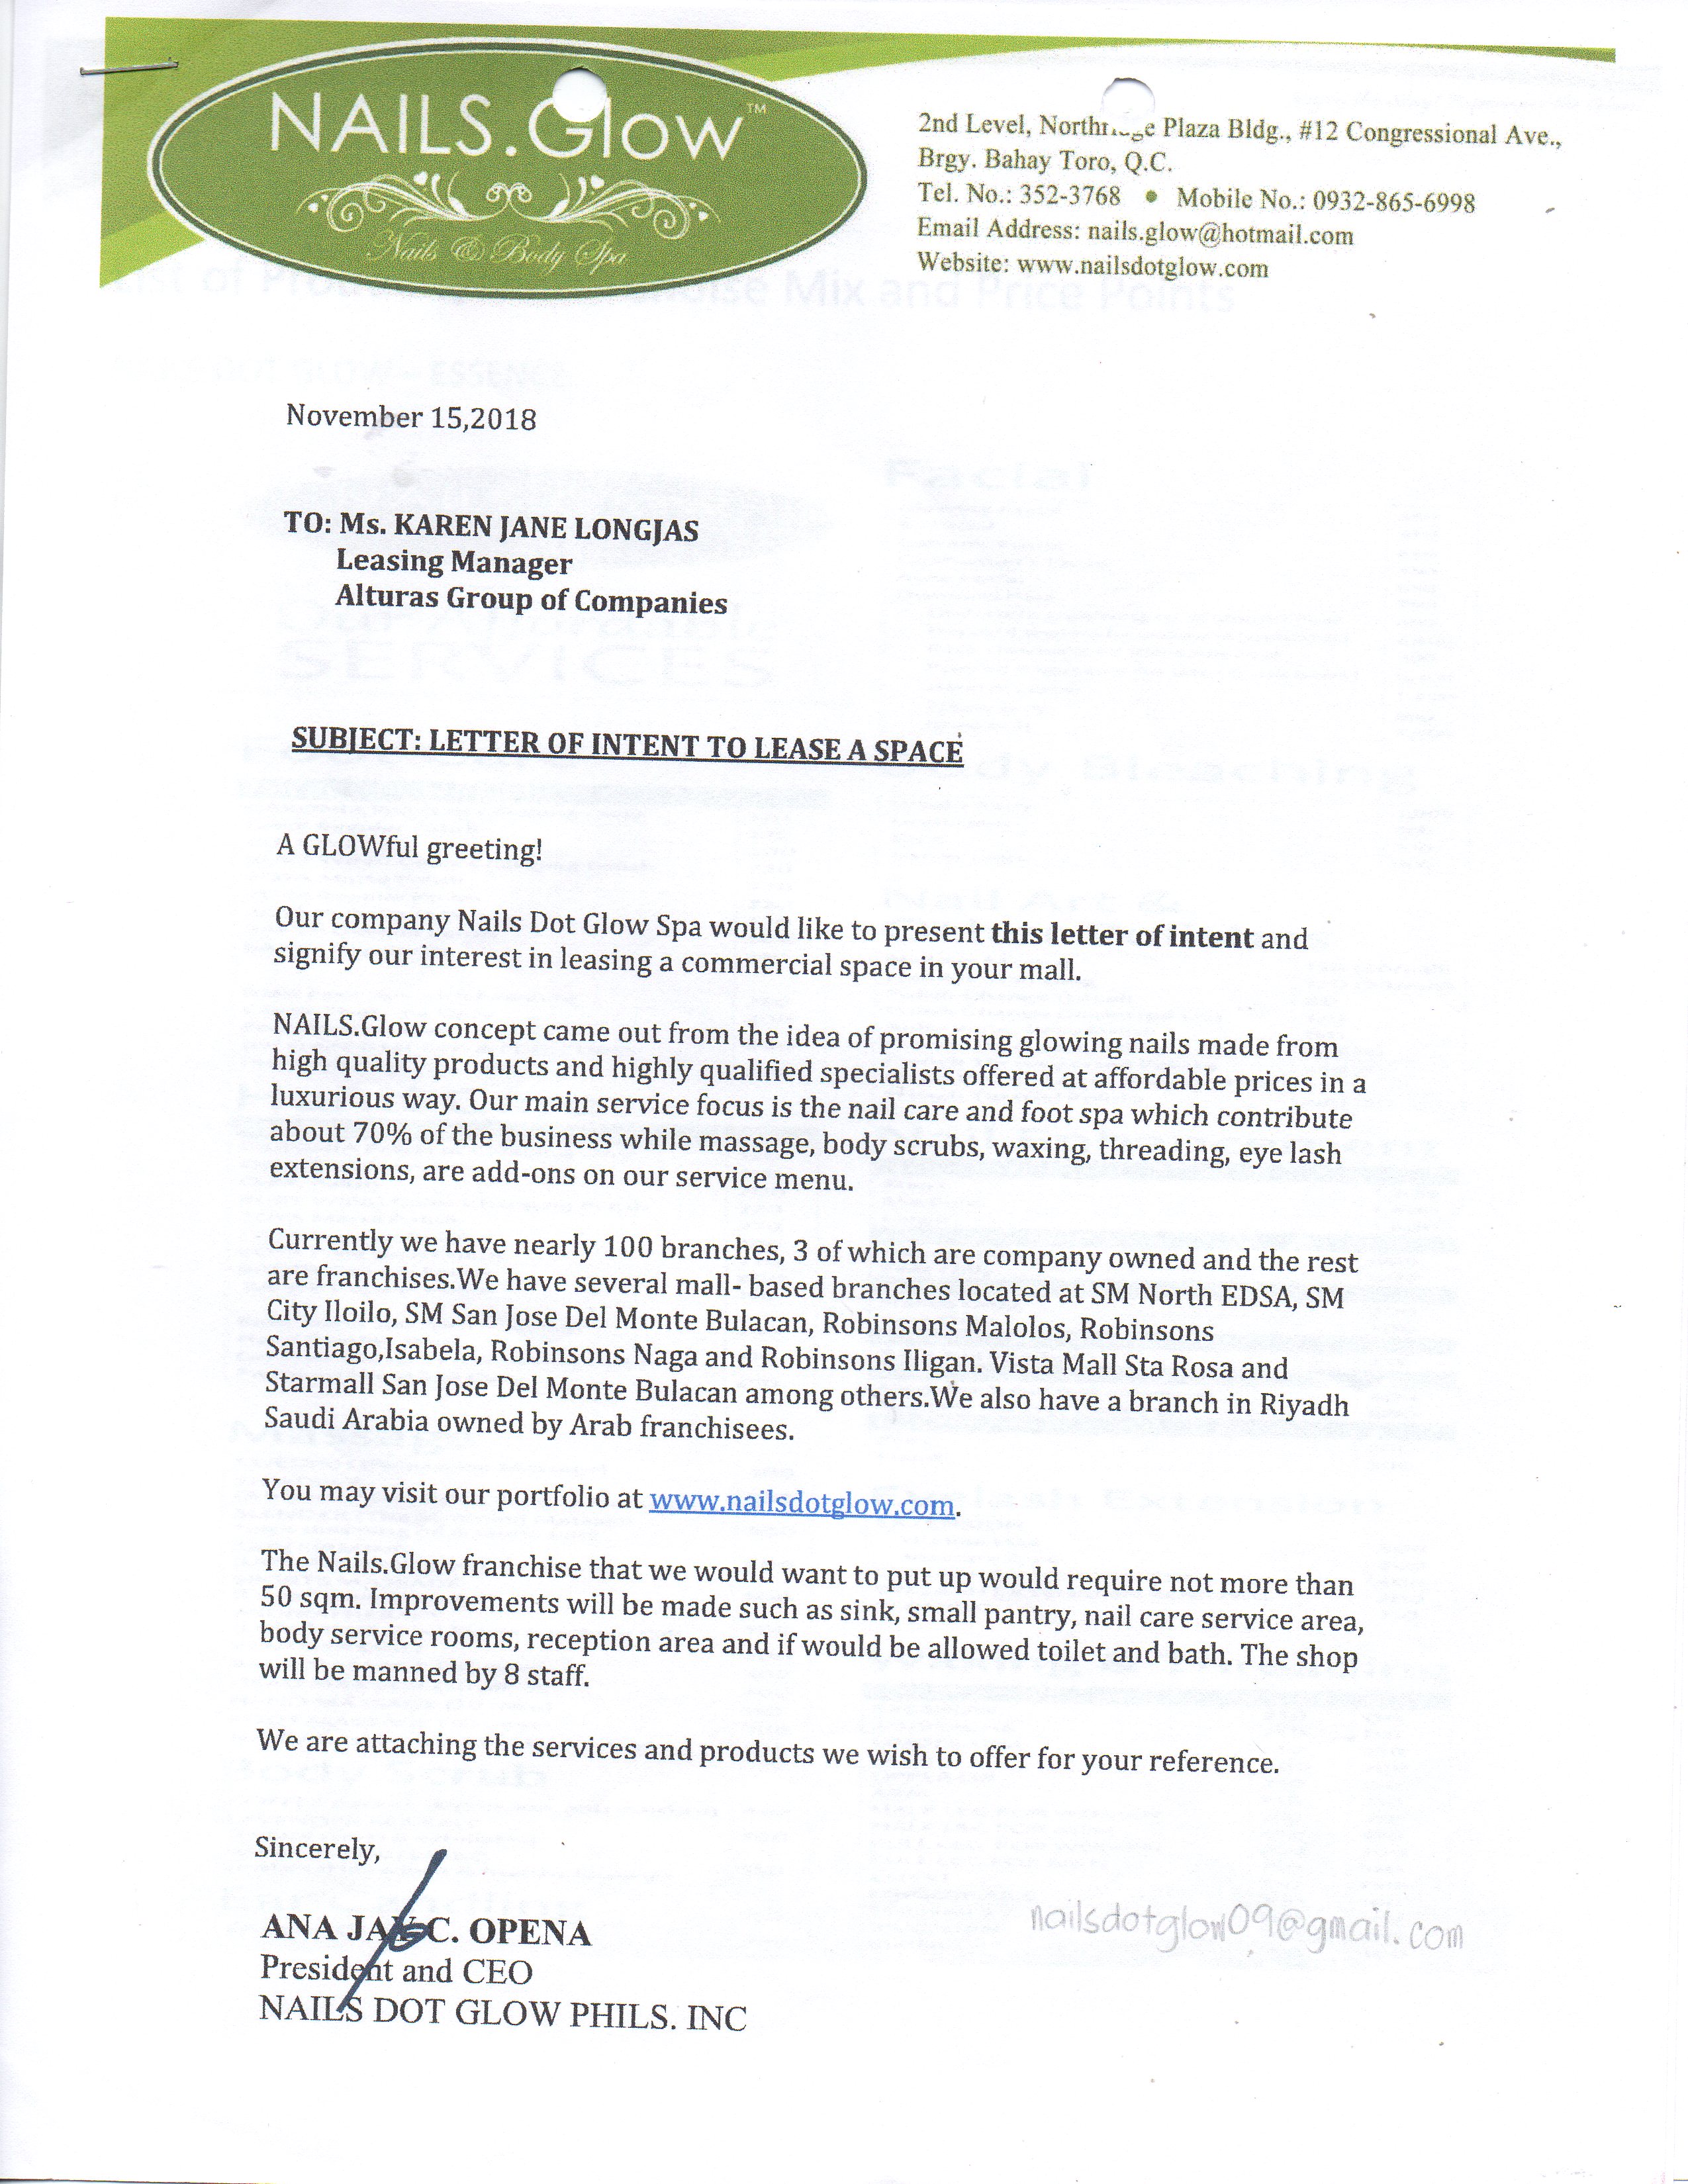 NAILS.Glow™
Nails & Body Spa
2nd Level, Plaza Bldg., #12 Congressional Ave.,
Brgy. Bahay Toro, Q.C.
Tel. No.: 352-3768 • Mobile No.: 0932-865-6998
Email Address: nails.glow@hotmail.com
Website: www.nailsdotglow.com
November 15,2018
TO: Ms. KAREN JANE LONGJAS
Leasing Manager
Alturas Group of Companies
SUBJECT: LETTER OF INTENT TO LEASE A SPACE
A GLOWful greeting!
Our company Nails Dot Glow Spa would like to present this letter of intent and
signify our interest in leasing a commercial space in your mall.
NAILS.Glow concept came out from the idea of promising glowing nails made from
high quality products and highly qualified specialists offered at affordable prices in a
luxurious way. Our main service focus is the nail care and foot spa which contribute
about 70% of the business while massage, body scrubs, waxing, threading, eye lash
extensions, are add-ons on our service menu.
Currently we have nearly 100 branches, 3 of which are company owned and the rest
are franchises.We have several mall- based branches located at SM North EDSA, SM
City Iloilo, SM San Jose Del Monte Bulacan, Robinsons Malolos, Robinsons
Santiago,Isabela, Robinsons Naga and Robinsons Iligan. Vista Mall Sta Rosa and
Starmall San Jose Del Monte Bulacan among others.We also have a branch in Riyadh
Saudi Arabia owned by Arab franchisees.
You may visit our portfolio at www.nailsdotglow.com.
The Nails.Glow franchise that we would want to put up would require not more than
50 sqm. Improvements will be made such as sink, small pantry, nail care service area,
body service rooms, reception area and if would be allowed toilet and bath. The shop
will be manned by 8 staff.
We are attaching the services and products we wish to offer for your reference.
Sincerely,
ANA JAY C. OPENA
President and CEO
NAILS DOT GLOW PHILS. INC
nailsdotglow09@gmail.com